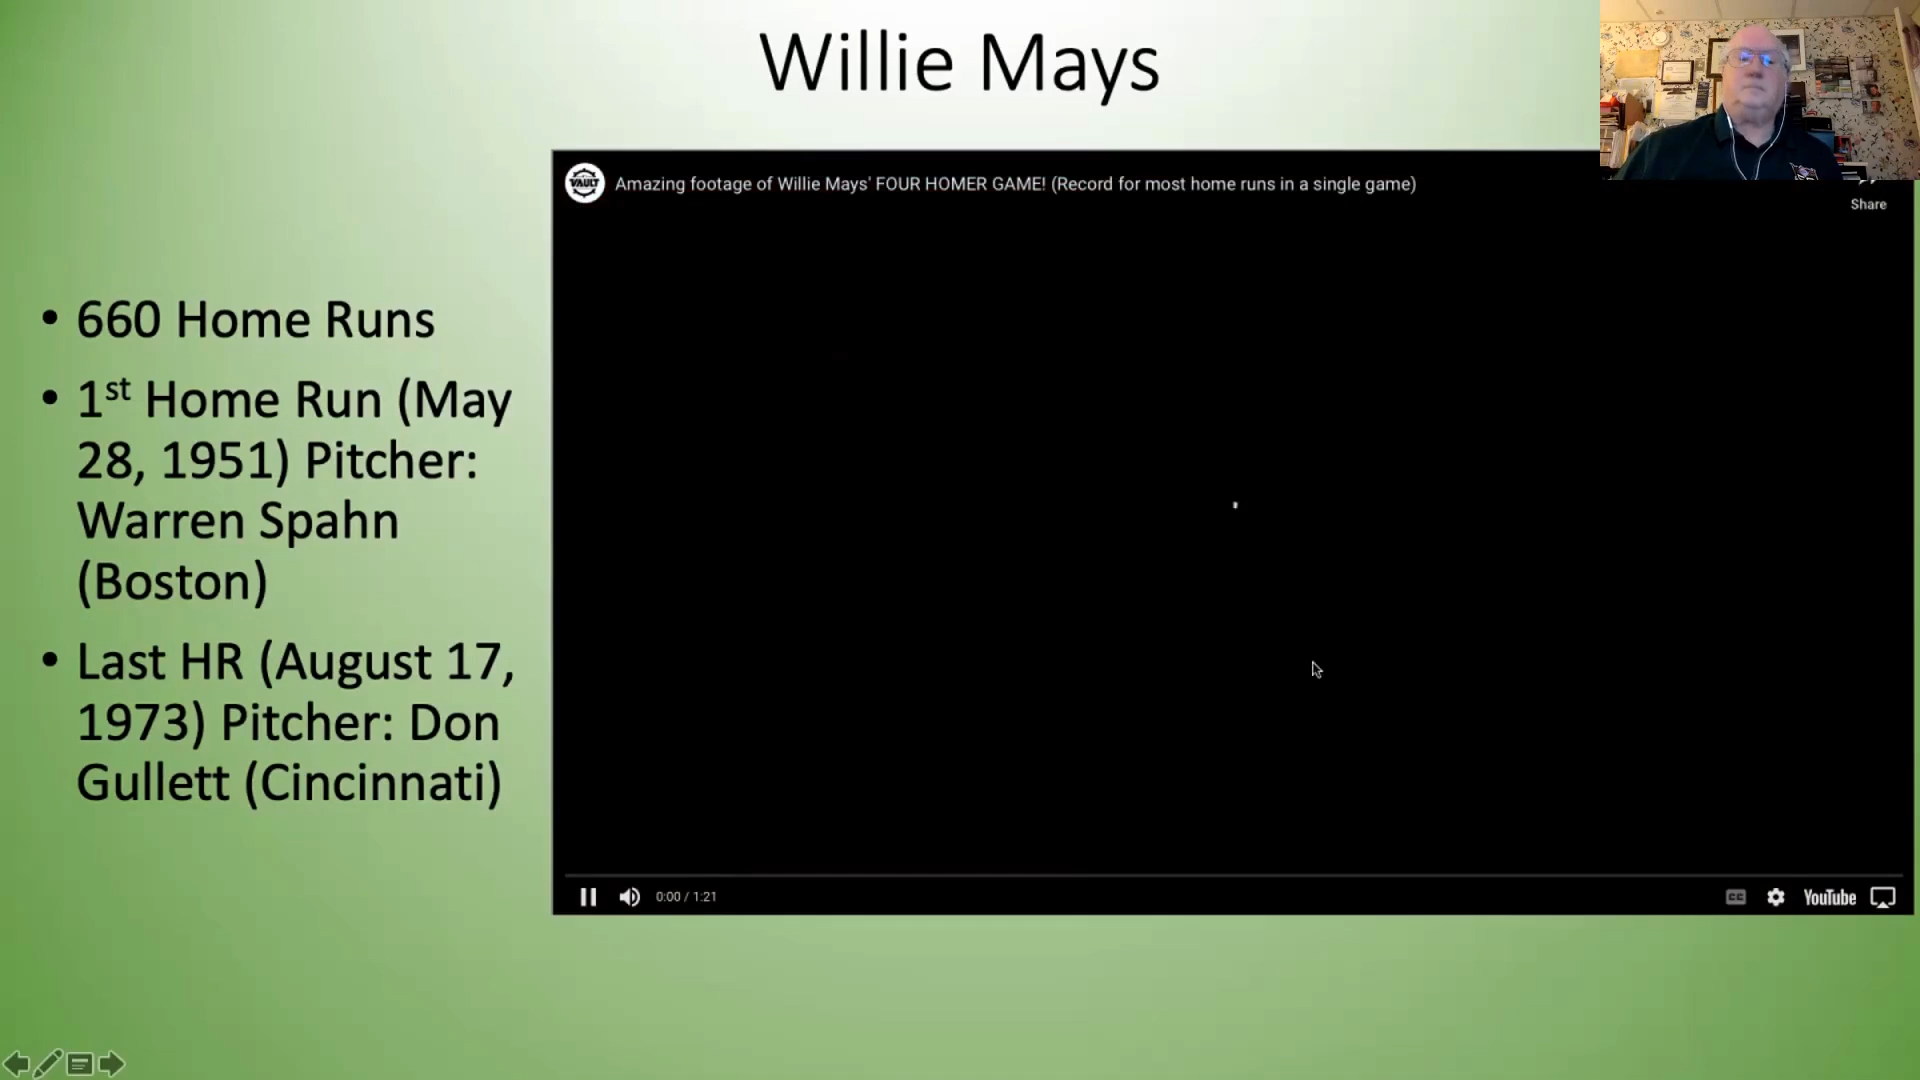 Willie Mays
VAULT
Amazing footage of Willie Mays' FOUR HOMER GAME! (Record for most home runs in a single game)
Share
• 660 Home Runs
• 1st Home Run (May
28, 1951) Pitcher:
Warren Spahn
(Boston)
• Last HR (August 17,
1973) Pitcher: Don
Gullett (Cincinnati)
0:00 / 1:21
CC
YouTube